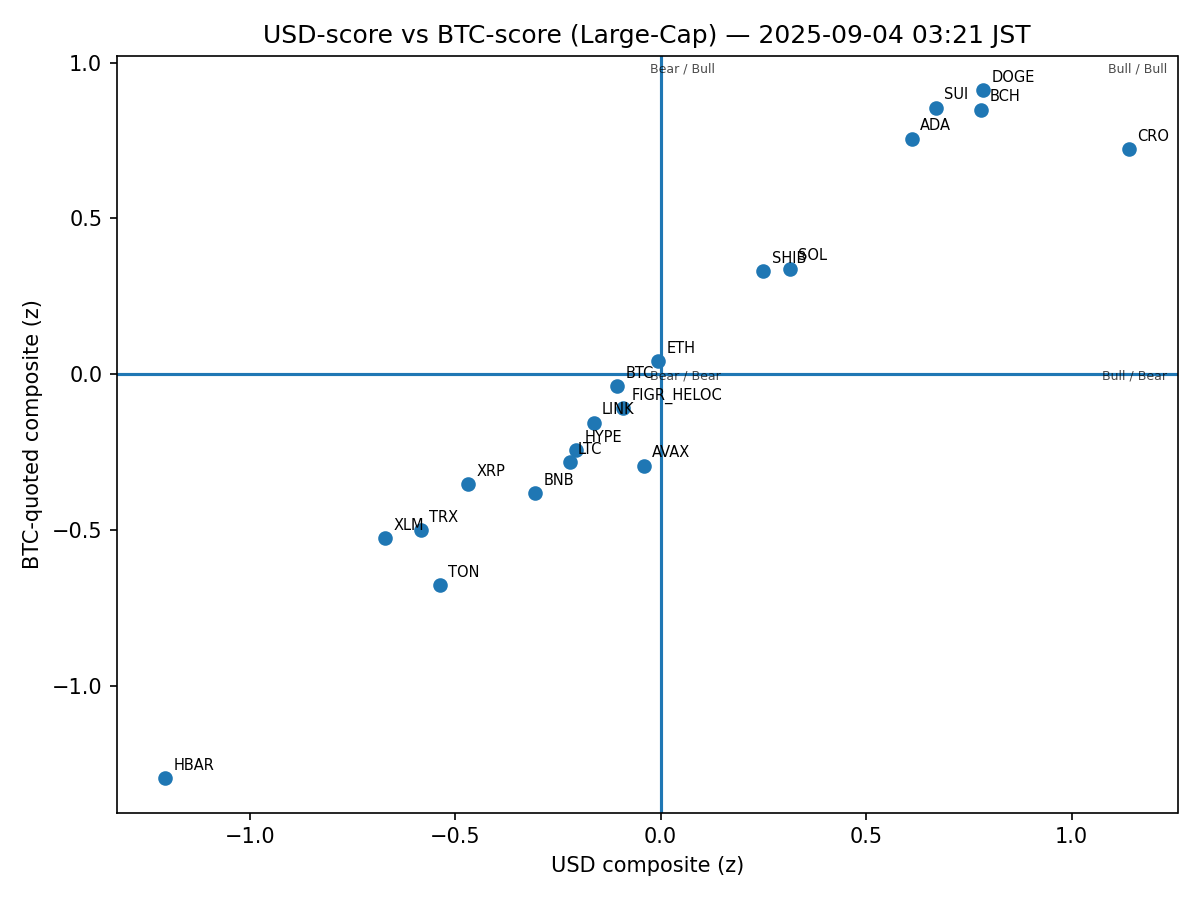 USD-score vs BTC-score (Large-Cap) — 2025-09-04 03:21 JST
BTC-quoted composite (z)
1.0
0.5
0.0
−0.5
−1.0
Bear / Bull
Bull / Bull
DOGE
SUI
BCH
ADA
CRO
SHIB
SOL
ETH
BTC
Bear / Bear
Bull / Bear
FIGR_HELOC
LINK
HYPE
LTC
AVAX
XRP
BNB
TRX
XLM
TON
HBAR
−1.0
−0.5
0.0
0.5
1.0
USD composite (z)